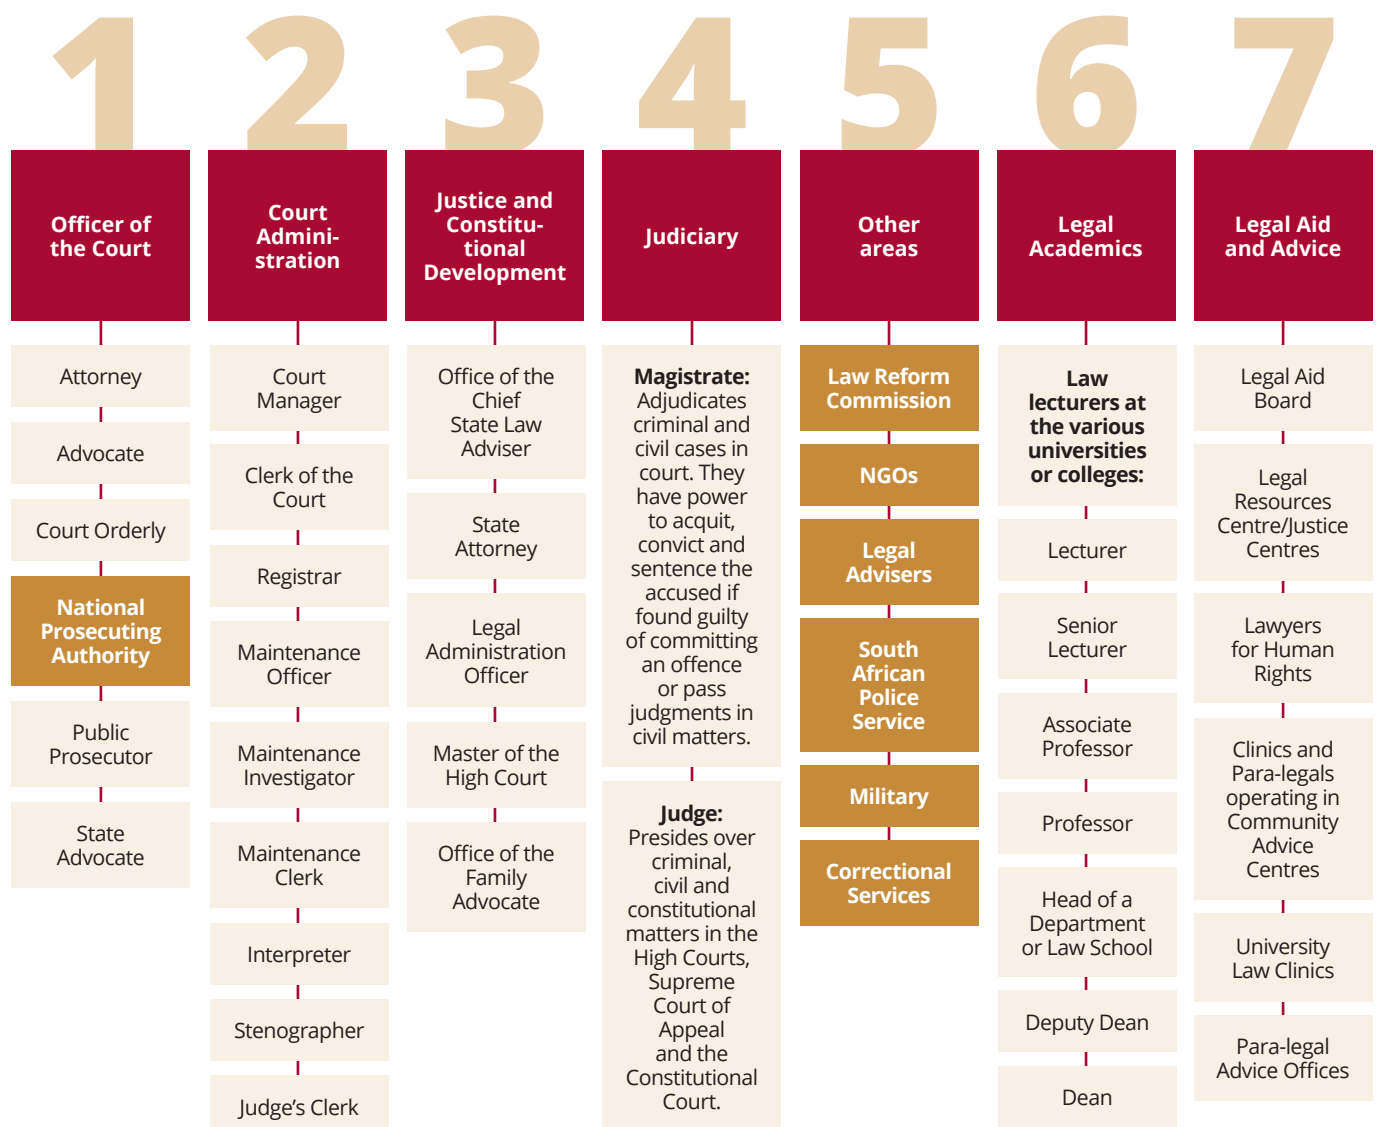 1
Officer of
the Court
Attorney
Advocate
Court Orderly
National
Prosecuting
Authority
Public
Prosecutor
State
Advocate
2
Court
Admini-
stration
Court
Manager
Clerk of the
Court
Registrar
Maintenance
Officer
Maintenance
Investigator
Maintenance
Clerk
Interpreter
Stenographer
Judge’s Clerk
3
Justice and
Constitu-
tional
Development
Office of the
Chief
State Law
Adviser
State
Attorney
Legal
Administration
Officer
Master of the
High Court
Office of the
Family
Advocate
4
Judiciary
Magistrate:
Adjudicates
criminal and
civil cases in
court. They
have power
to acquit,
convict and
sentence the
accused if
found guilty
of committing
an offence
or pass
judgments in
civil matters.
Judge:
Presides over
criminal,
civil and
constitutional
matters in the
High Courts,
Supreme
Court of
Appeal
and the
Constitutional
Court.
5
Other
areas
Law Reform
Commission
NGOs
Legal
Advisers
South
African
Police
Service
Military
Correctional
Services
6
Legal
Academics
Law
lecturers at
the various
universities
or colleges:
Lecturer
Senior
Lecturer
Associate
Professor
Professor
Head of a
Department
or Law School
Deputy Dean
Dean
7
Legal Aid
and Advice
Legal Aid
Board
Legal
Resources
Centre/Justice
Centres
Lawyers
for Human
Rights
Clinics and
Para-legals
operating in
Community
Advice
Centres
University
Law Clinics
Para-legal
Advice Offices